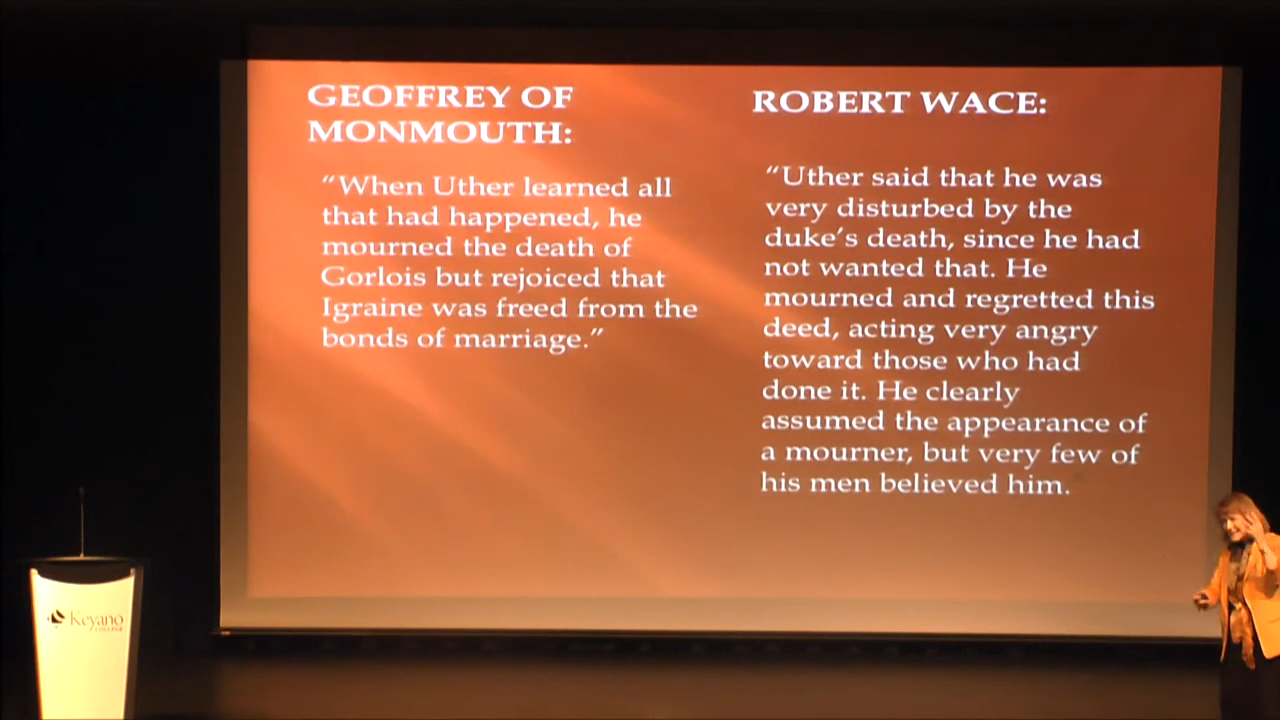 GEOFFREY OF
MONMOUTH:
“When Uther learned all
that had happened, he
mourned the death of
Gorlois but rejoiced that
Igraine was freed from the
bonds of marriage.”
ROBERT WACE:
“Uther said that he was
very disturbed by the
duke’s death, since he had
not wanted that. He
mourned and regretted this
deed, acting very angry
toward those who had
done it. He clearly
assumed the appearance of
a mourner, but very few of
his men believed him.
Keyano
COLLEGE